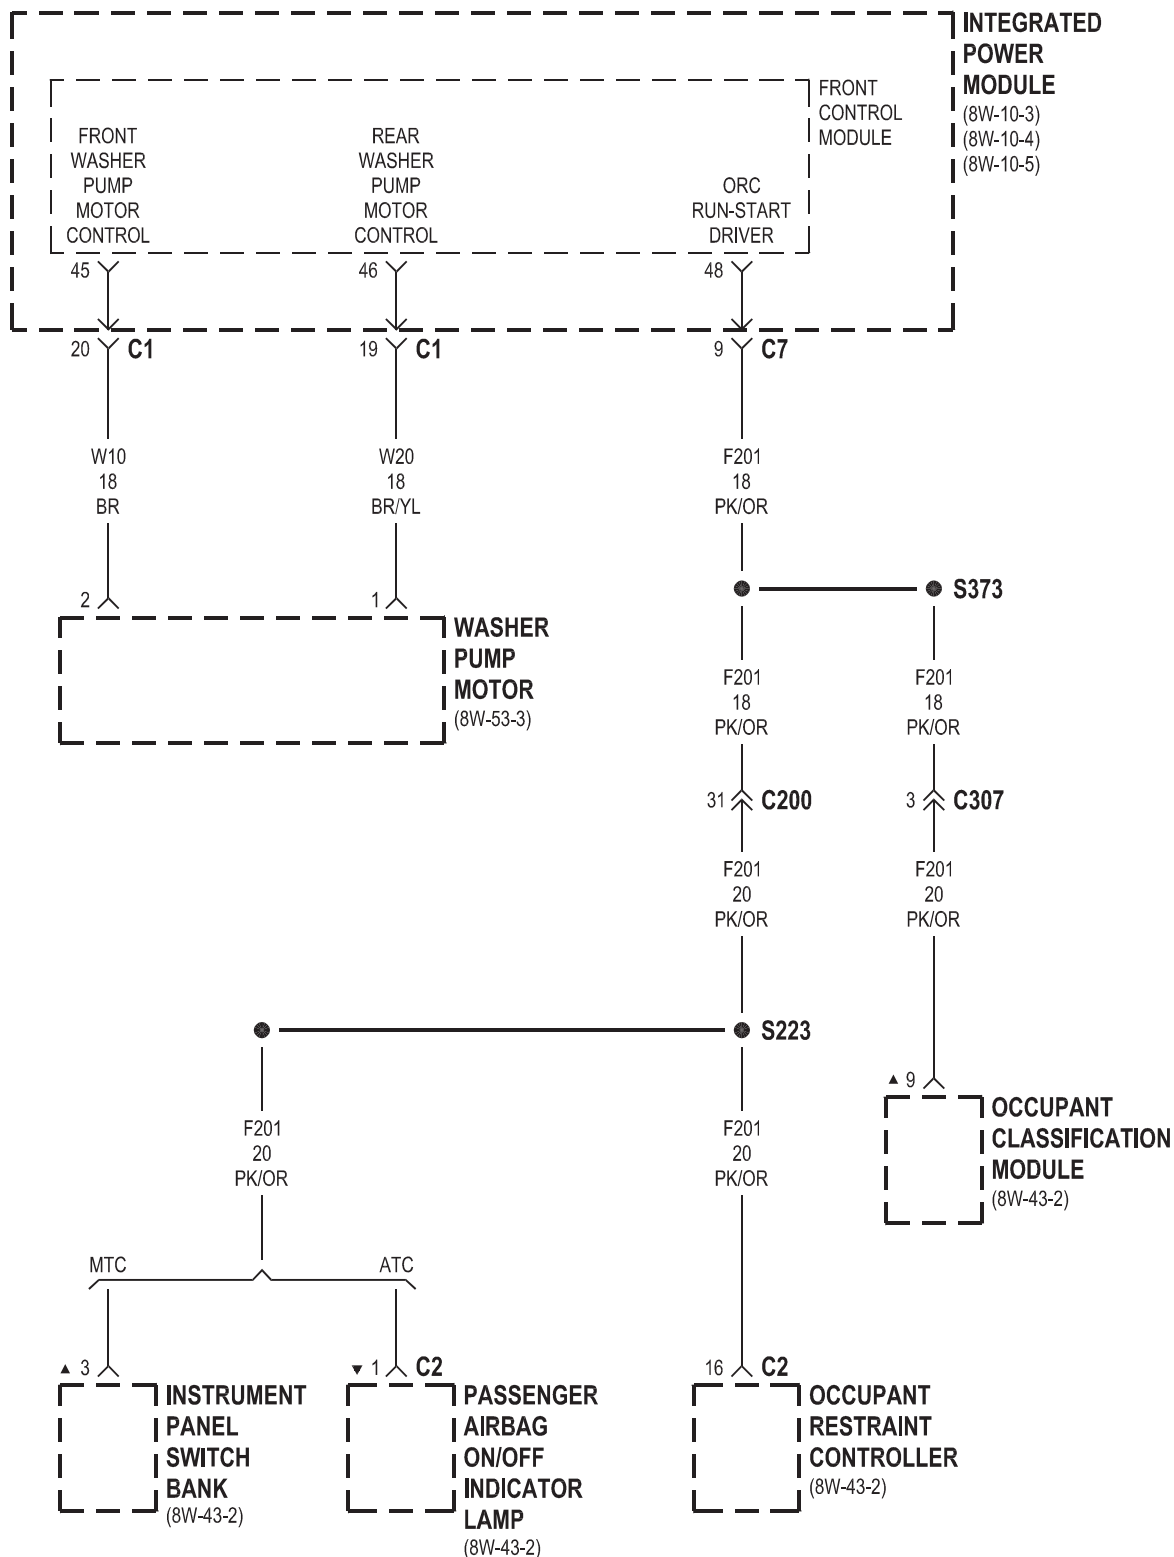 INTEGRATED
POWER
MODULE
(8W-10-3)
(8W-10-4)
(8W-10-5)
FRONT
CONTROL
MODULE
FRONT
WASHER
PUMP
MOTOR
CONTROL
REAR
WASHER
PUMP
MOTOR
CONTROL
ORC
RUN-START
DRIVER
45
46
48
20 C1
19 C1
9 C7
W10
18
BR
W20
18
BR/YL
F201
18
PK/OR
2
1
WASHER
PUMP
MOTOR
(8W-53-3)
S373
F201
18
PK/OR
F201
18
PK/OR
31 C200
3 C307
F201
20
PK/OR
F201
20
PK/OR
S223
9
OCCUPANT
CLASSIFICATION
MODULE
(8W-43-2)
F201
20
PK/OR
F201
20
PK/OR
MTC
ATC
3
1 C2
16 C2
INSTRUMENT
PANEL
SWITCH
BANK
(8W-43-2)
PASSENGER
AIRBAG
ON/OFF
INDICATOR
LAMP
(8W-43-2)
OCCUPANT
RESTRAINT
CONTROLLER
(8W-43-2)